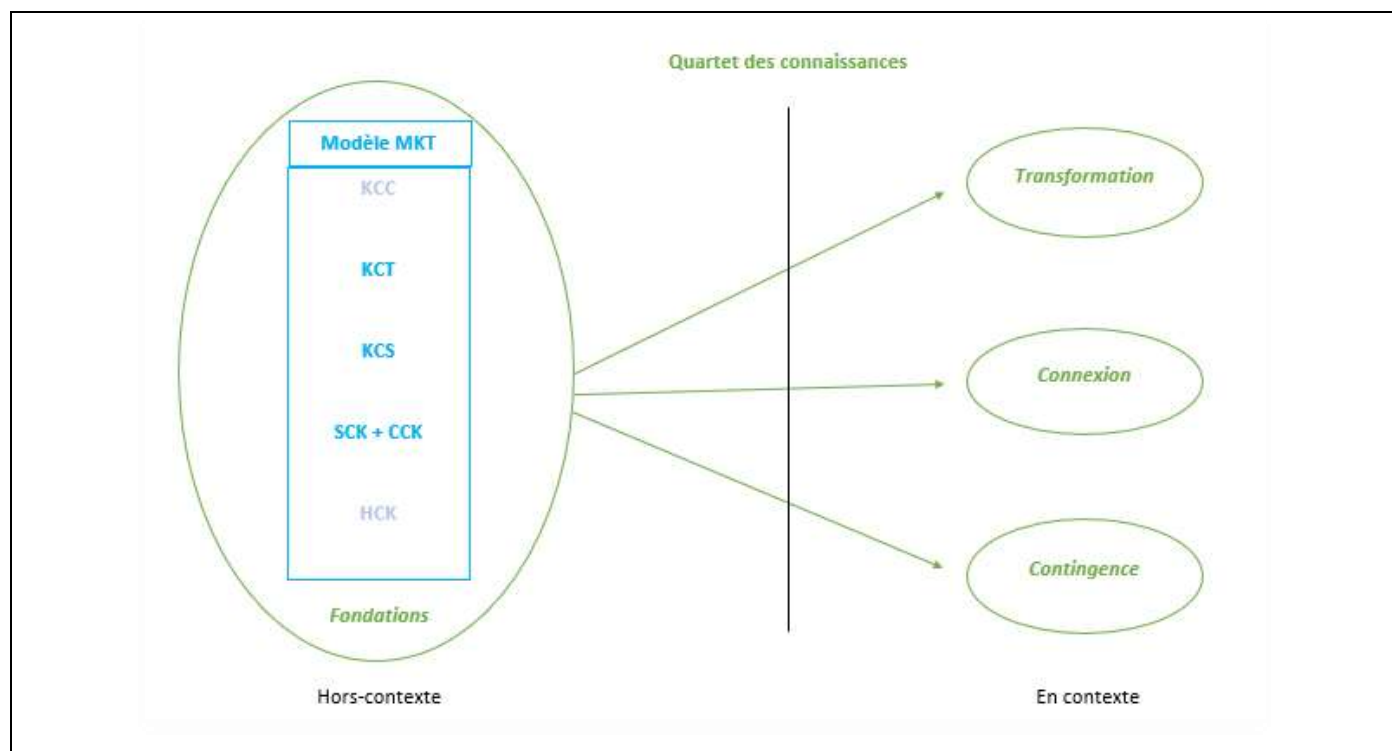 Quartet des connaissances
Modèle MKT
KCC
KCT
KCS
SCK + CCK
HCK
Fondations
Hors-contexte
Transformation
Connexion
Contingence
En contexte